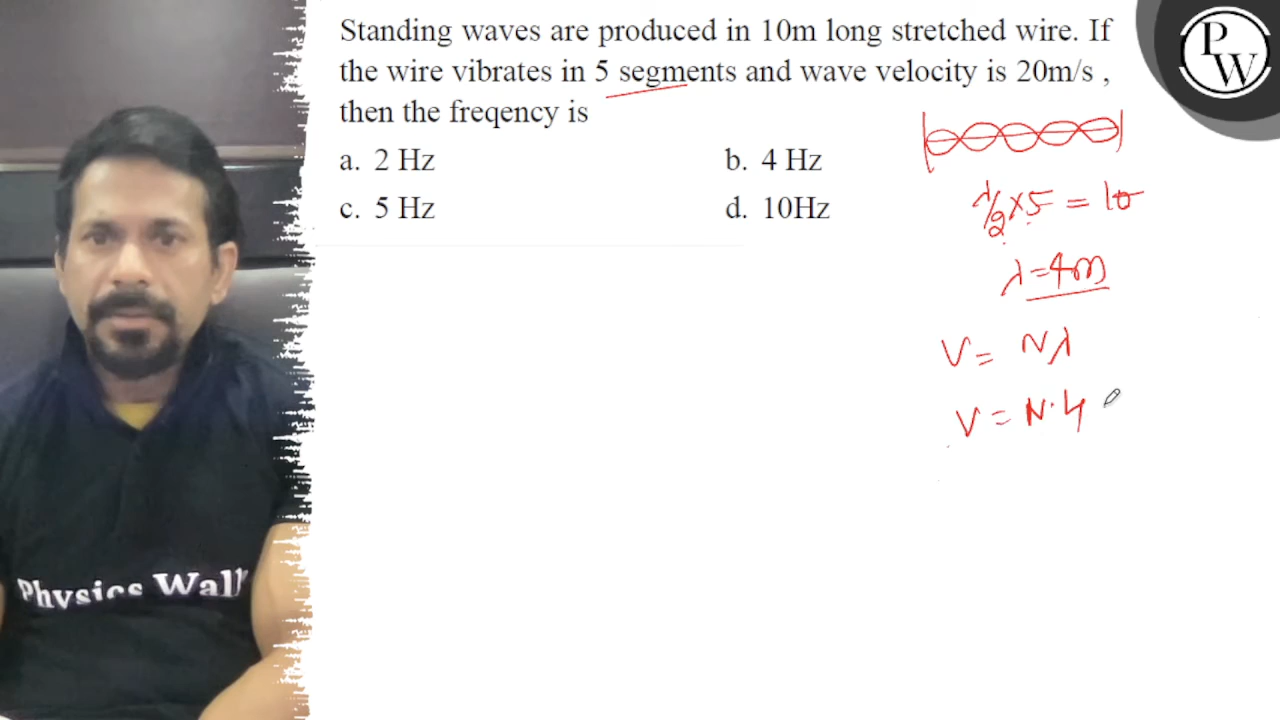 Standing waves are produced in 10m long stretched wire. If
the wire vibrates in 5 segments and wave velocity is 20m/s ,
then the freqency is
a. 2 Hz
b. 4 Hz
c. 5 Hz
d. 10Hz
λ/2 × 5 = 10
λ = 4m
V = Nλ
V = N·4
P
W
Physics Wall